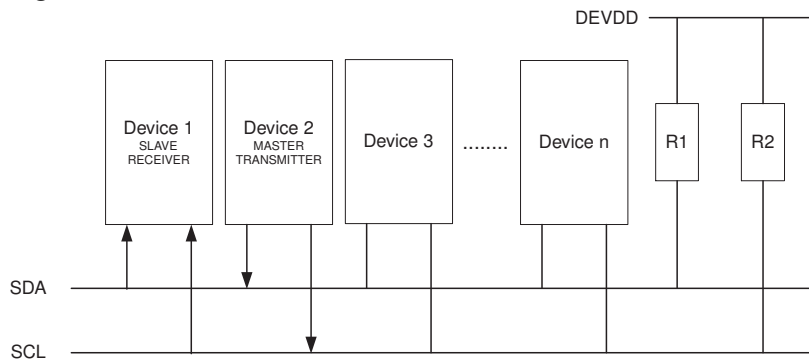 DEVDD
Device 1
SLAVE
RECEIVER
Device 2
MASTER
TRANSMITTER
Device 3
........
Device n
R1
R2
SDA
SCL